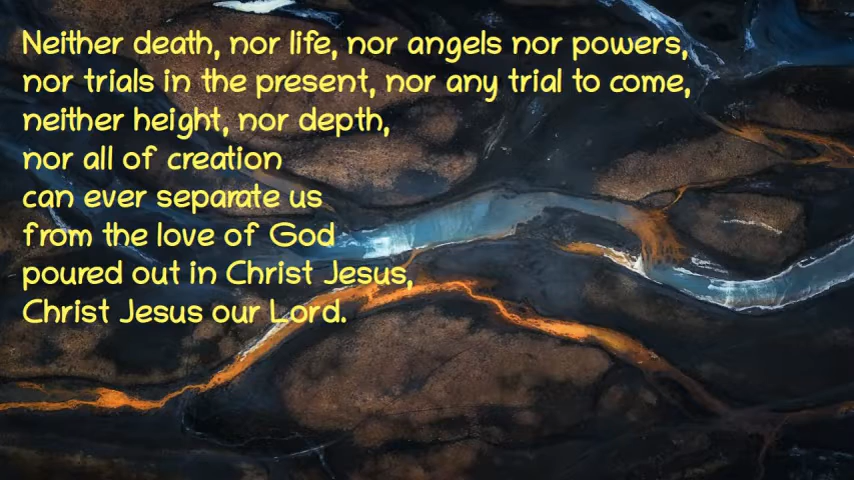 Neither death, nor life, nor angels nor powers,
nor trials in the present, nor any trial to come,
neither height, nor depth,
nor all of creation
can ever separate us
from the love of God
poured out in Christ Jesus,
Christ Jesus our Lord.